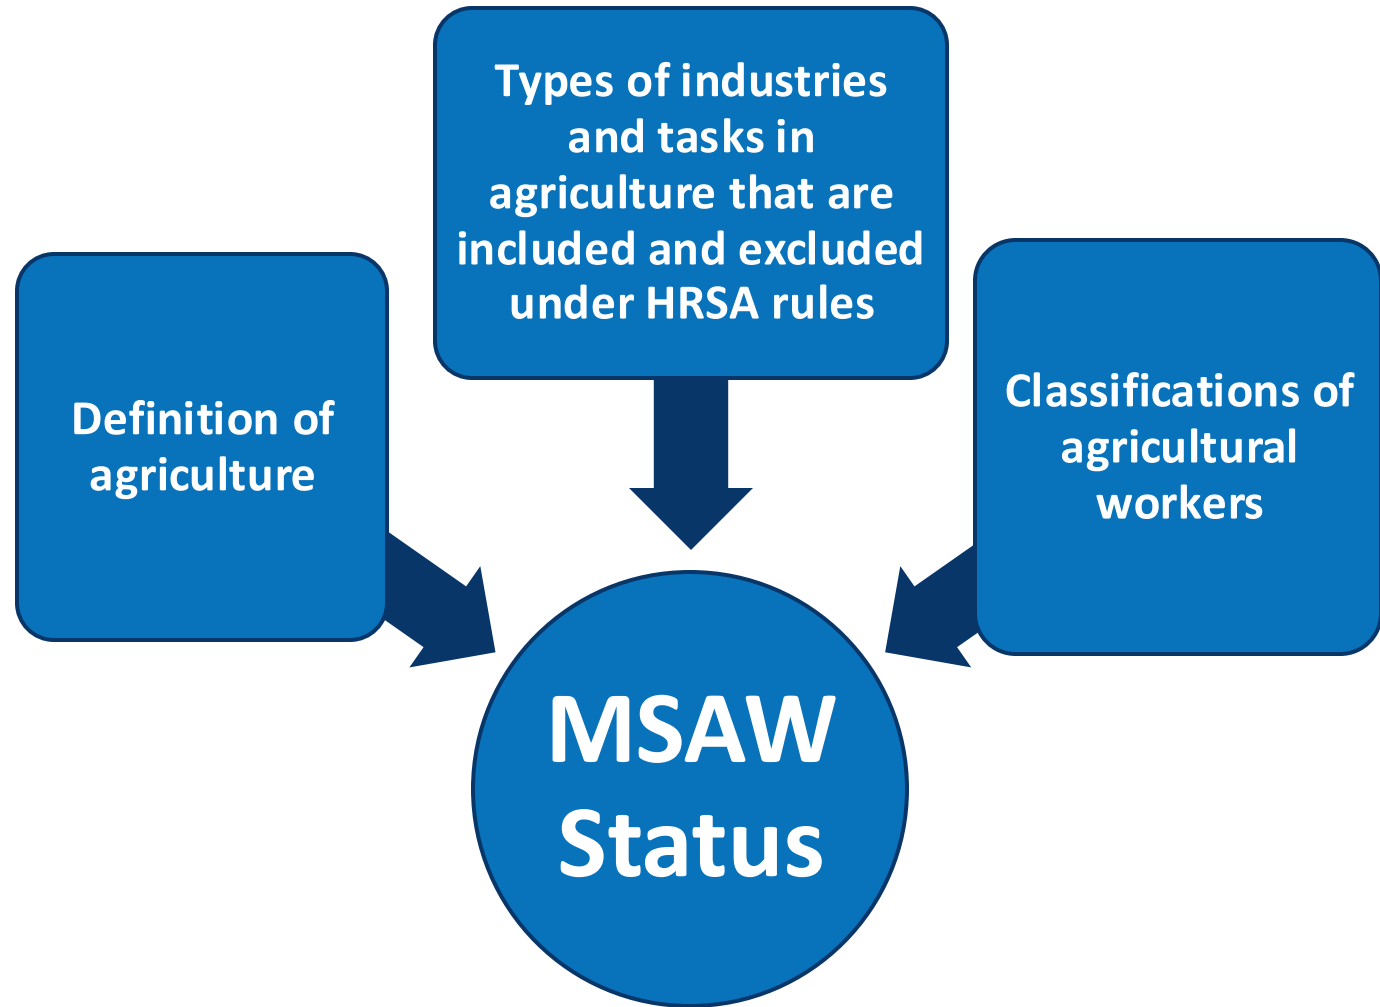 Types of industries
and tasks in
agriculture that are
included and excluded
under HRSA rules
Definition of
agriculture
Classifications of
agricultural
workers
MSAW
Status